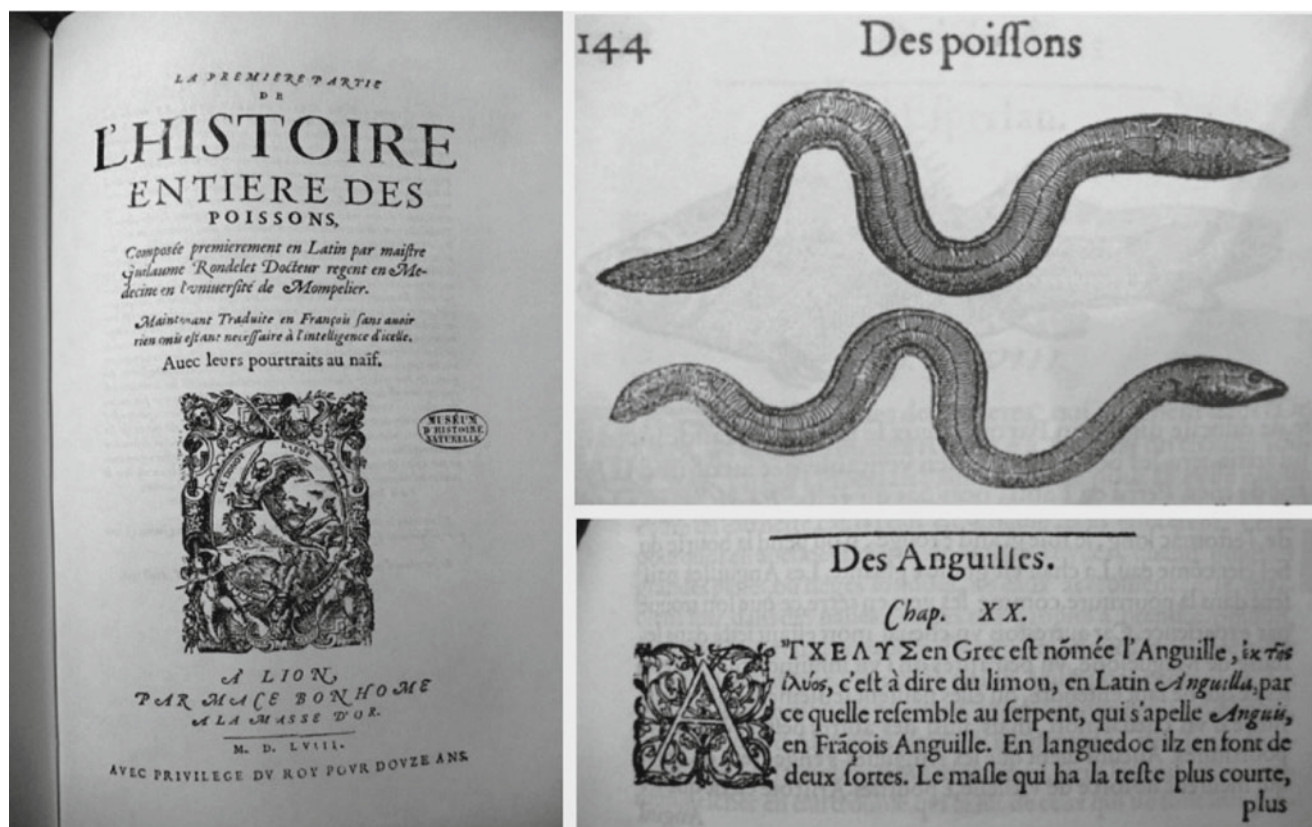 LA PREMIERE PARTIE
DE
L'HISTOIRE
ENTIERE DES
POISSONS,
Composée premierement en Latin par maiſtre
Guilaume Rondelet Docteur regent en Me-
decine en l'vniuerſité de Mompelier.
Maintenant Traduite en François ſans auoir
rien omis eſtant neceſſaire à l'intelligence d'icelle.
Auec leurs pourtraits au naïf.
MUSÉUM
D'HISTOIRE
NATURELLE
A LION,
PAR MACE BONHOME
A LA MASSE D'OR.
M. D. LVIII.
AVEC PRIVILEGE DV ROY POVR DOVZE ANS.
144 Des poiſſons
Des Anguilles.
Chap. XX.
ἜΓΧΕΛΥΣ en Grec eſt nõmée l'Anguille, ἐκ τῆς
ἰλύος, c'eſt à dire du limon, en Latin Anguilla, par
ce quelle reſemble au ſerpent, qui s'apelle Anguis,
en Frãçois Anguille. En languedoc ilz en font de
deux ſortes. Le maſle qui ha la teſte plus courte,
plus